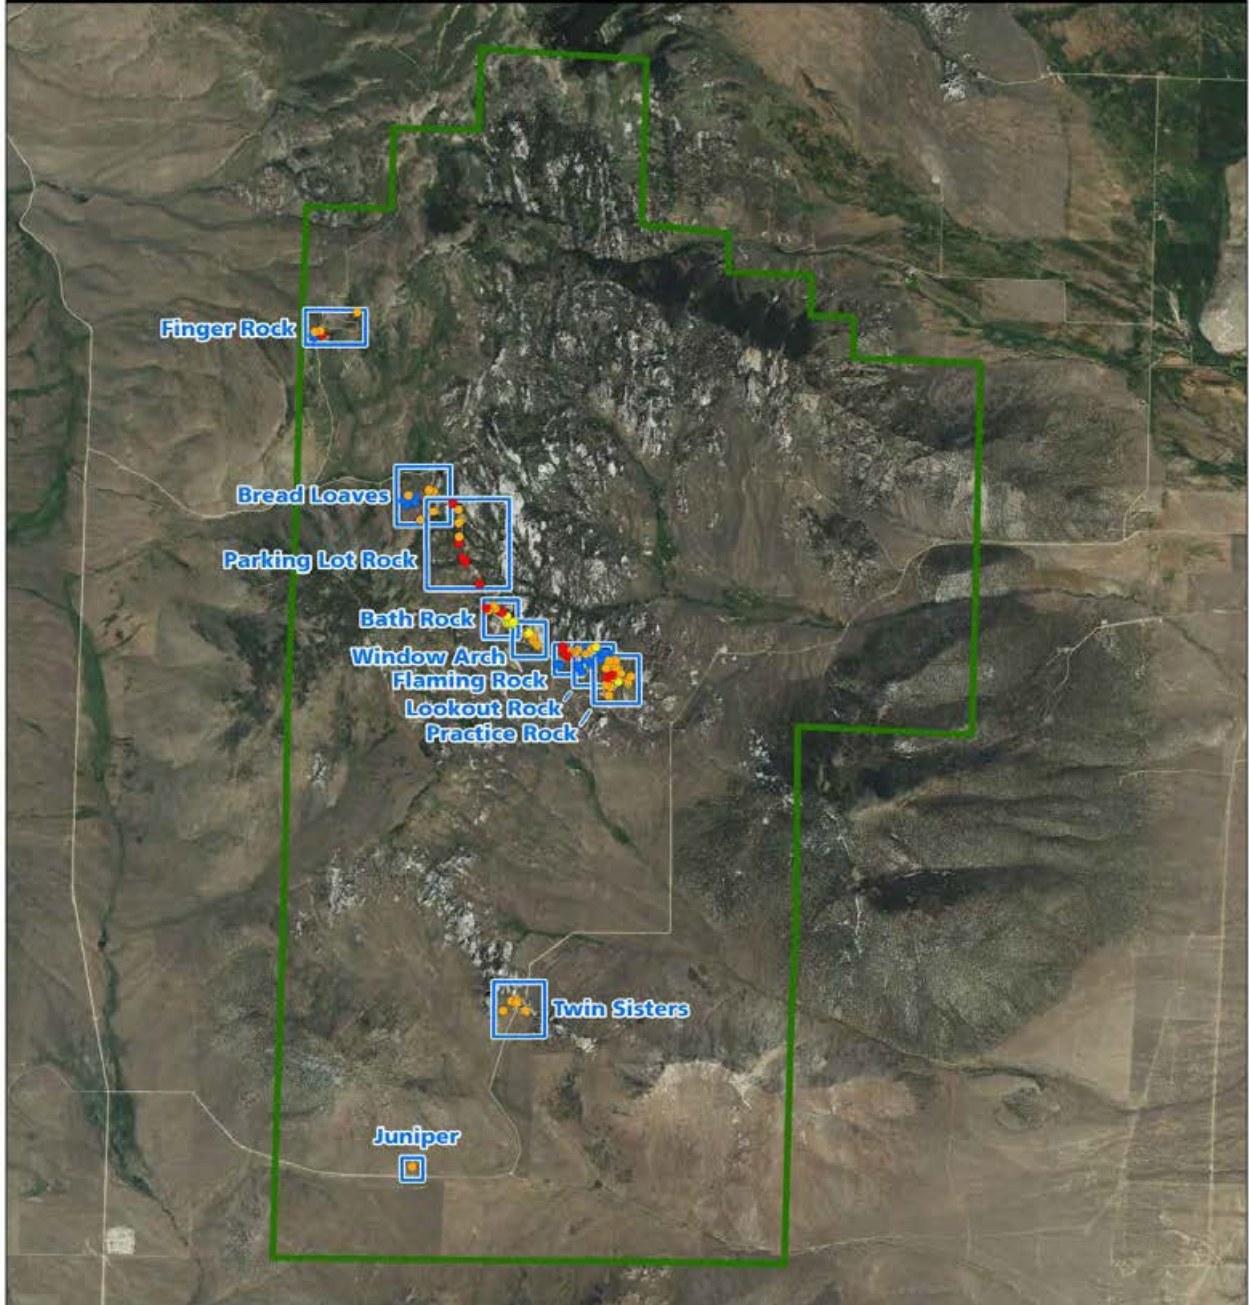 Finger Rock
Bread Loaves
Parking Lot Rock
Bath Rock
Window Arch
Flaming Rock
Lookout Rock
Practice Rock
Twin Sisters
Juniper